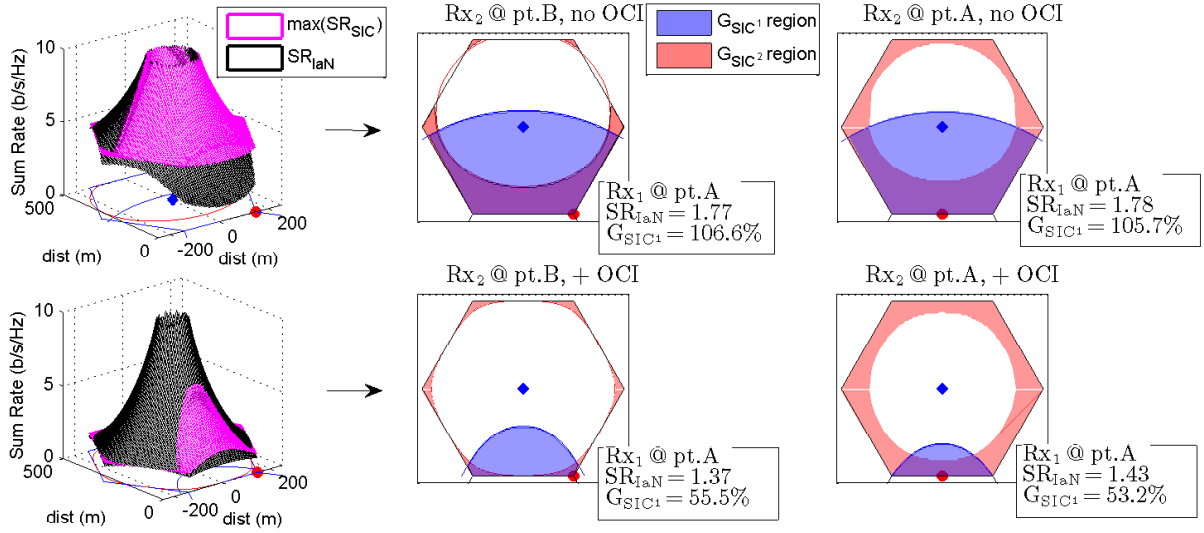 max(SR_SIC)
SR_IaN
Sum Rate (b/s/Hz)
10
5
0
500
0
-200
0
200
dist (m)
dist (m)
Rx₂ @ pt.B, no OCI
G_SIC¹ region
G_SIC² region
Rx₁ @ pt.A
SR_IaN = 1.77
G_SIC¹ = 106.6%
Rx₂ @ pt.A, no OCI
Rx₁ @ pt.A
SR_IaN = 1.78
G_SIC¹ = 105.7%
Sum Rate (b/s/Hz)
10
5
0
500
0
-200
0
200
dist (m)
dist (m)
Rx₂ @ pt.B, + OCI
Rx₁ @ pt.A
SR_IaN = 1.37
G_SIC¹ = 55.5%
Rx₂ @ pt.A, + OCI
Rx₁ @ pt.A
SR_IaN = 1.43
G_SIC¹ = 53.2%